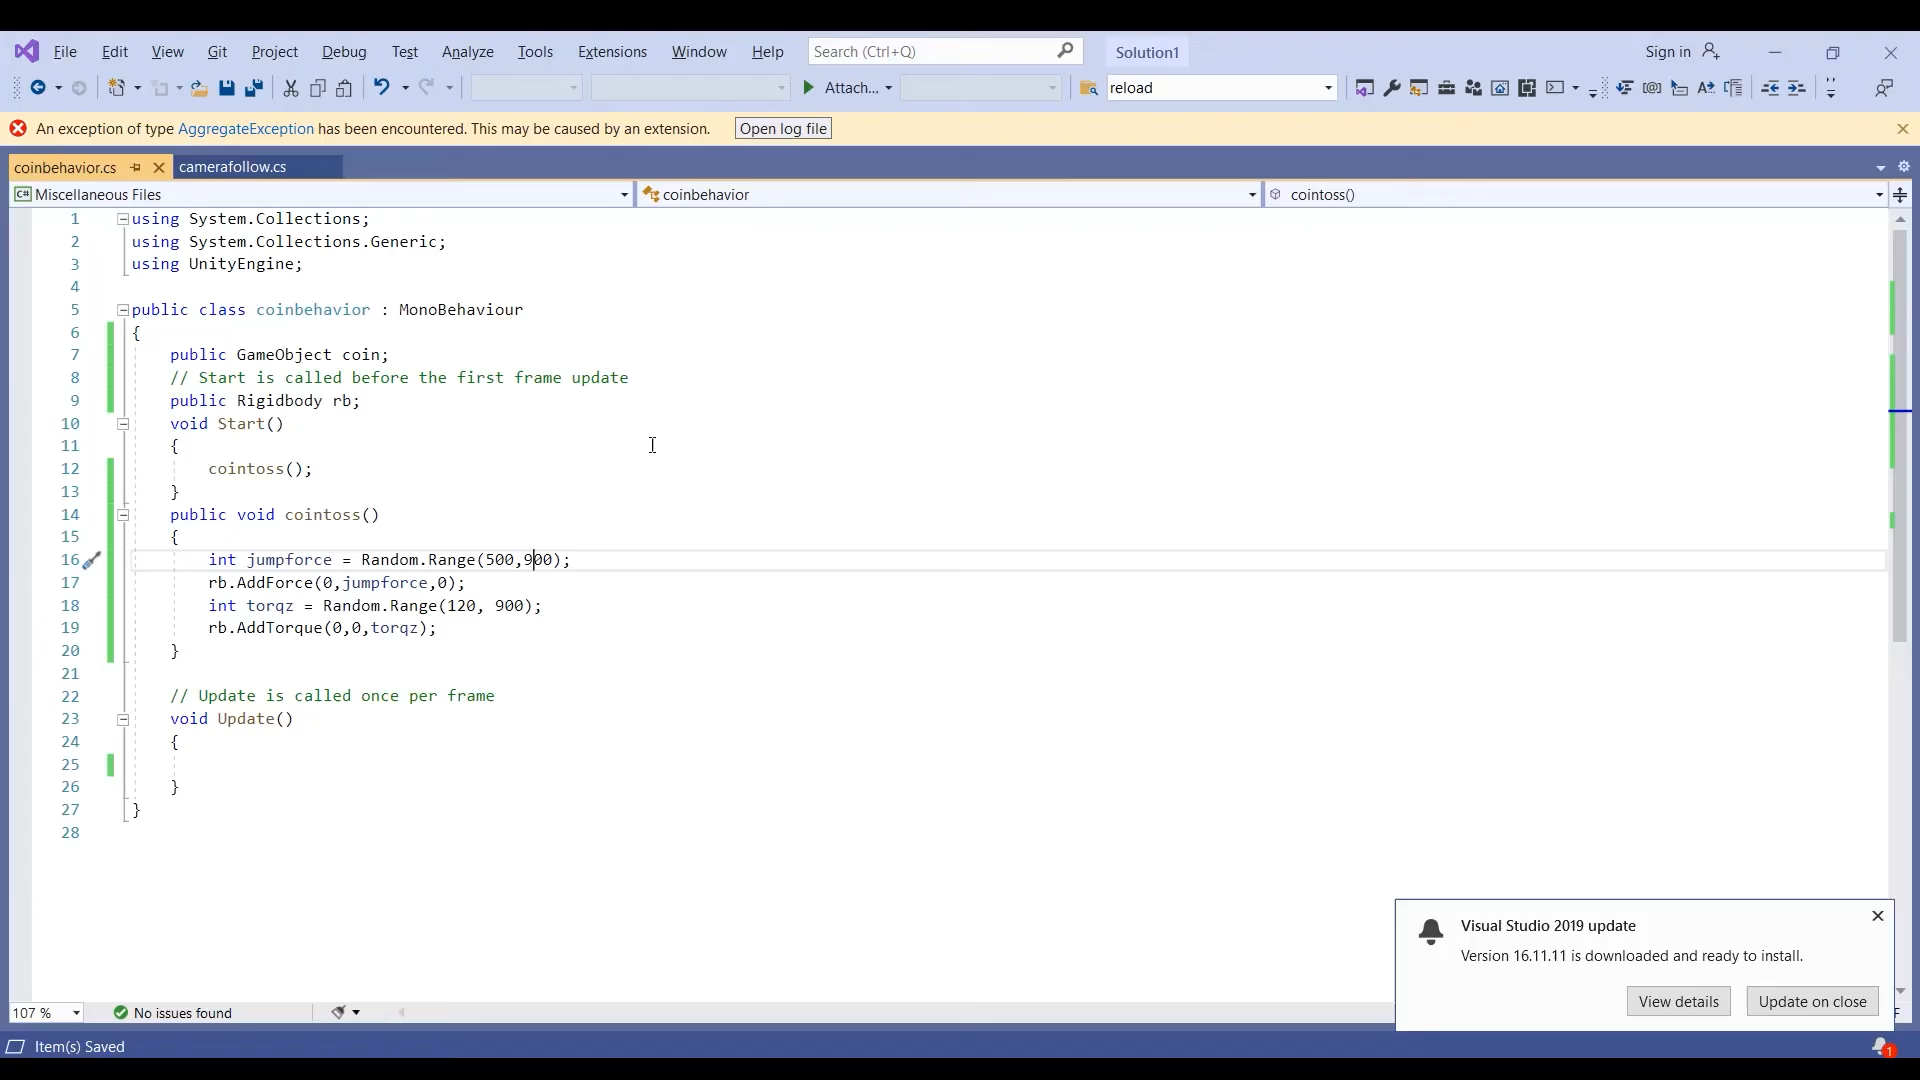 File Edit View Git Project Debug Test Analyze Tools Extensions Window Help Search (Ctrl+Q) Solution1 Sign in
Attach... reload
An exception of type AggregateException has been encountered. This may be caused by an extension. Open log file
coinbehavior.cs camerafollow.cs
C# Miscellaneous Files coinbehavior cointoss()
1 using System.Collections;
2 using System.Collections.Generic;
3 using UnityEngine;
4
5 public class coinbehavior : MonoBehaviour
6 {
7 public GameObject coin;
8 // Start is called before the first frame update
9 public Rigidbody rb;
10 void Start()
11 {
12 cointoss();
13 }
14 public void cointoss()
15 {
16 int jumpforce = Random.Range(500,900);
17 rb.AddForce(0,jumpforce,0);
18 int torqz = Random.Range(120, 900);
19 rb.AddTorque(0,0,torqz);
20 }
21
22 // Update is called once per frame
23 void Update()
24 {
25
26 }
27 }
28
Visual Studio 2019 update
Version 16.11.11 is downloaded and ready to install.
View details Update on close
107 % No issues found
Item(s) Saved 1